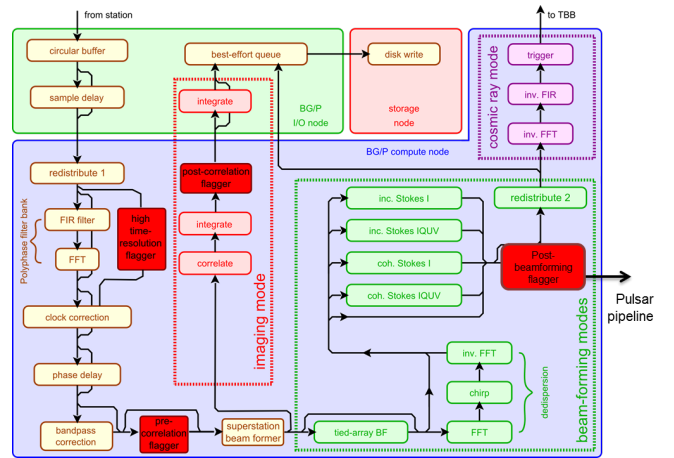 from station
to TBB
circular buffer
best-effort queue
disk write
trigger
sample delay
integrate
inv. FIR
BG/P
I/O node
storage
node
inv. FFT
cosmic ray mode
BG/P compute node
redistribute 1
post-correlation
flagger
inc. Stokes I
redistribute 2
Polyphase filter bank
FIR filter
high
time-
resolution
flagger
integrate
inc. Stokes IQUV
FFT
correlate
coh. Stokes I
Post-
beamforming
flagger
coh. Stokes IQUV
Pulsar
pipeline
clock correction
imaging mode
beam-forming modes
phase delay
inv. FFT
chirp
dedispersion
bandpass
correction
pre-
correlation
flagger
superstation
beam former
tied-array BF
FFT